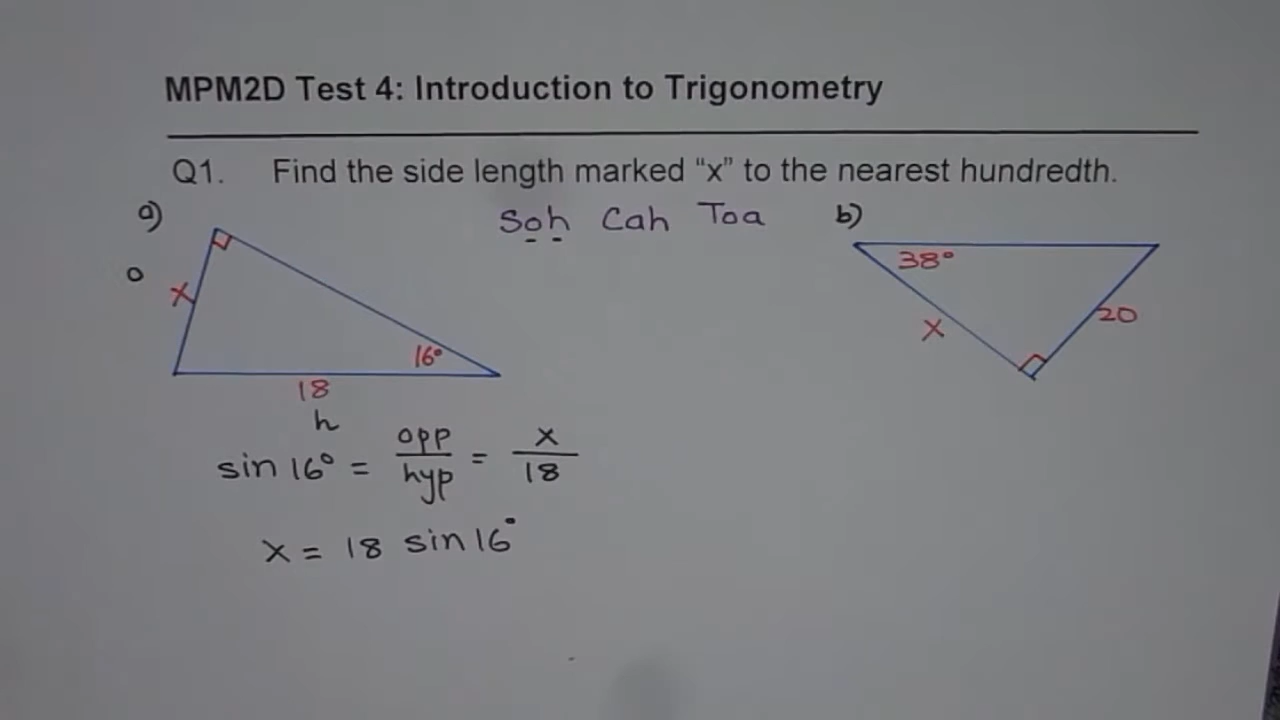 MPM2D Test 4: Introduction to Trigonometry
Q1. Find the side length marked “x” to the nearest hundredth.
a)
Soh Cah Toa
b)
o
x
16°
18
h
38°
x
20
sin 16° = opp/hyp = x/18
x = 18 sin 16°